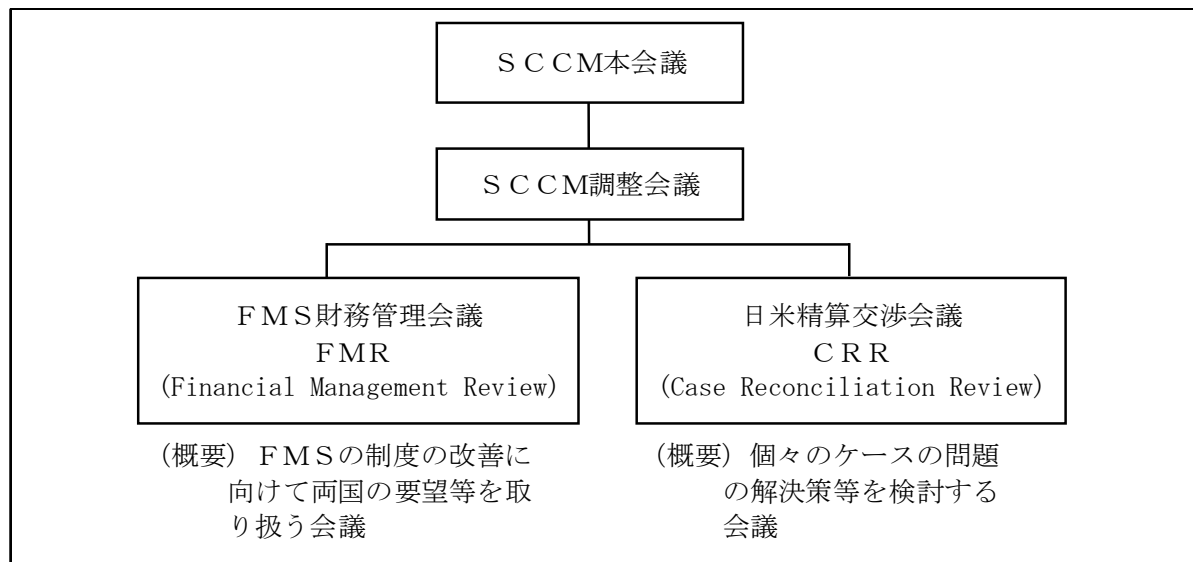 ＳＣＣＭ本会議
ＳＣＣＭ調整会議
ＦＭＳ財務管理会議
ＦＭＲ
(Financial Management Review)
日米精算交渉会議
ＣＲＲ
(Case Reconciliation Review)
（概要）ＦＭＳの制度の改善に
向けて両国の要望等を取
り扱う会議
（概要）個々のケースの問題
の解決策等を検討する
会議